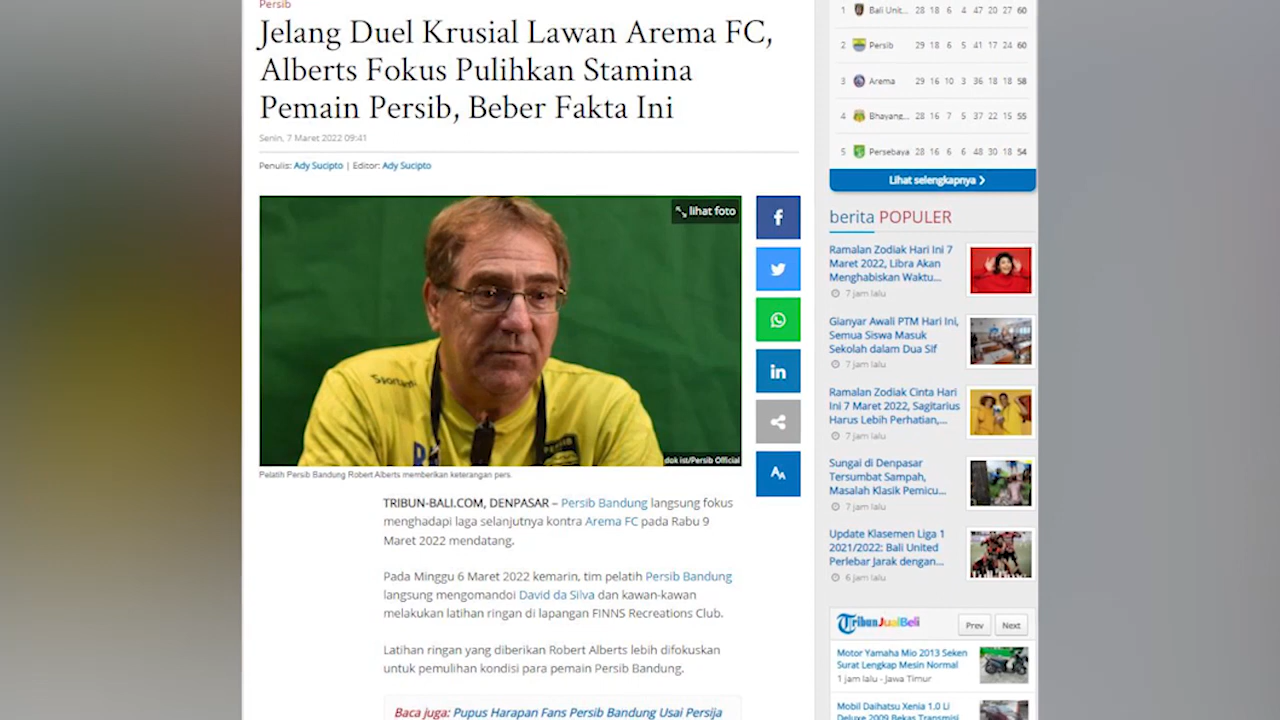 Persib
Jelang Duel Krusial Lawan Arema FC,
Alberts Fokus Pulihkan Stamina
Pemain Persib, Beber Fakta Ini
Senin, 7 Maret 2022 09:41
Penulis: Ady Sucipto | Editor: Ady Sucipto
lihat foto
Sportama
dok ist/Persib Official
Pelatih Persib Bandung Robert Alberts memberikan keterangan pers.
TRIBUN-BALI.COM, DENPASAR – Persib Bandung langsung fokus
menghadapi laga selanjutnya kontra Arema FC pada Rabu 9
Maret 2022 mendatang.
Pada Minggu 6 Maret 2022 kemarin, tim pelatih Persib Bandung
langsung mengomandoi David da Silva dan kawan-kawan
melakukan latihan ringan di lapangan FINNS Recreations Club.
Latihan ringan yang diberikan Robert Alberts lebih difokuskan
untuk pemulihan kondisi para pemain Persib Bandung.
Baca juga: Pupus Harapan Fans Persib Bandung Usai Persija
1 Bali Unit... 28 18 6 4 47 20 27 60
2 Persib 29 18 6 5 41 17 24 60
3 Arema 29 16 10 3 36 18 18 58
4 Bhayang... 28 16 7 5 37 22 15 55
5 Persebaya 28 16 6 6 48 30 18 54
Lihat selengkapnya
berita POPULER
Ramalan Zodiak Hari Ini 7
Maret 2022, Libra Akan
Menghabiskan Waktu...
7 jam lalu
Gianyar Awali PTM Hari Ini,
Semua Siswa Masuk
Sekolah dalam Dua Sif
7 jam lalu
Ramalan Zodiak Cinta Hari
Ini 7 Maret 2022, Sagitarius
Harus Lebih Perhatian,...
7 jam lalu
Sungai di Denpasar
Tersumbat Sampah,
Masalah Klasik Pemicu...
7 jam lalu
Update Klasemen Liga 1
2021/2022: Bali United
Perlebar Jarak dengan...
6 jam lalu
TribunJualBeli
Prev Next
Motor Yamaha Mio 2013 Seken
Surat Lengkap Mesin Normal
1 jam lalu - Jawa Timur
Mobil Daihatsu Xenia 1.0 Li
Deluxe 2009 Bekas Transmisi